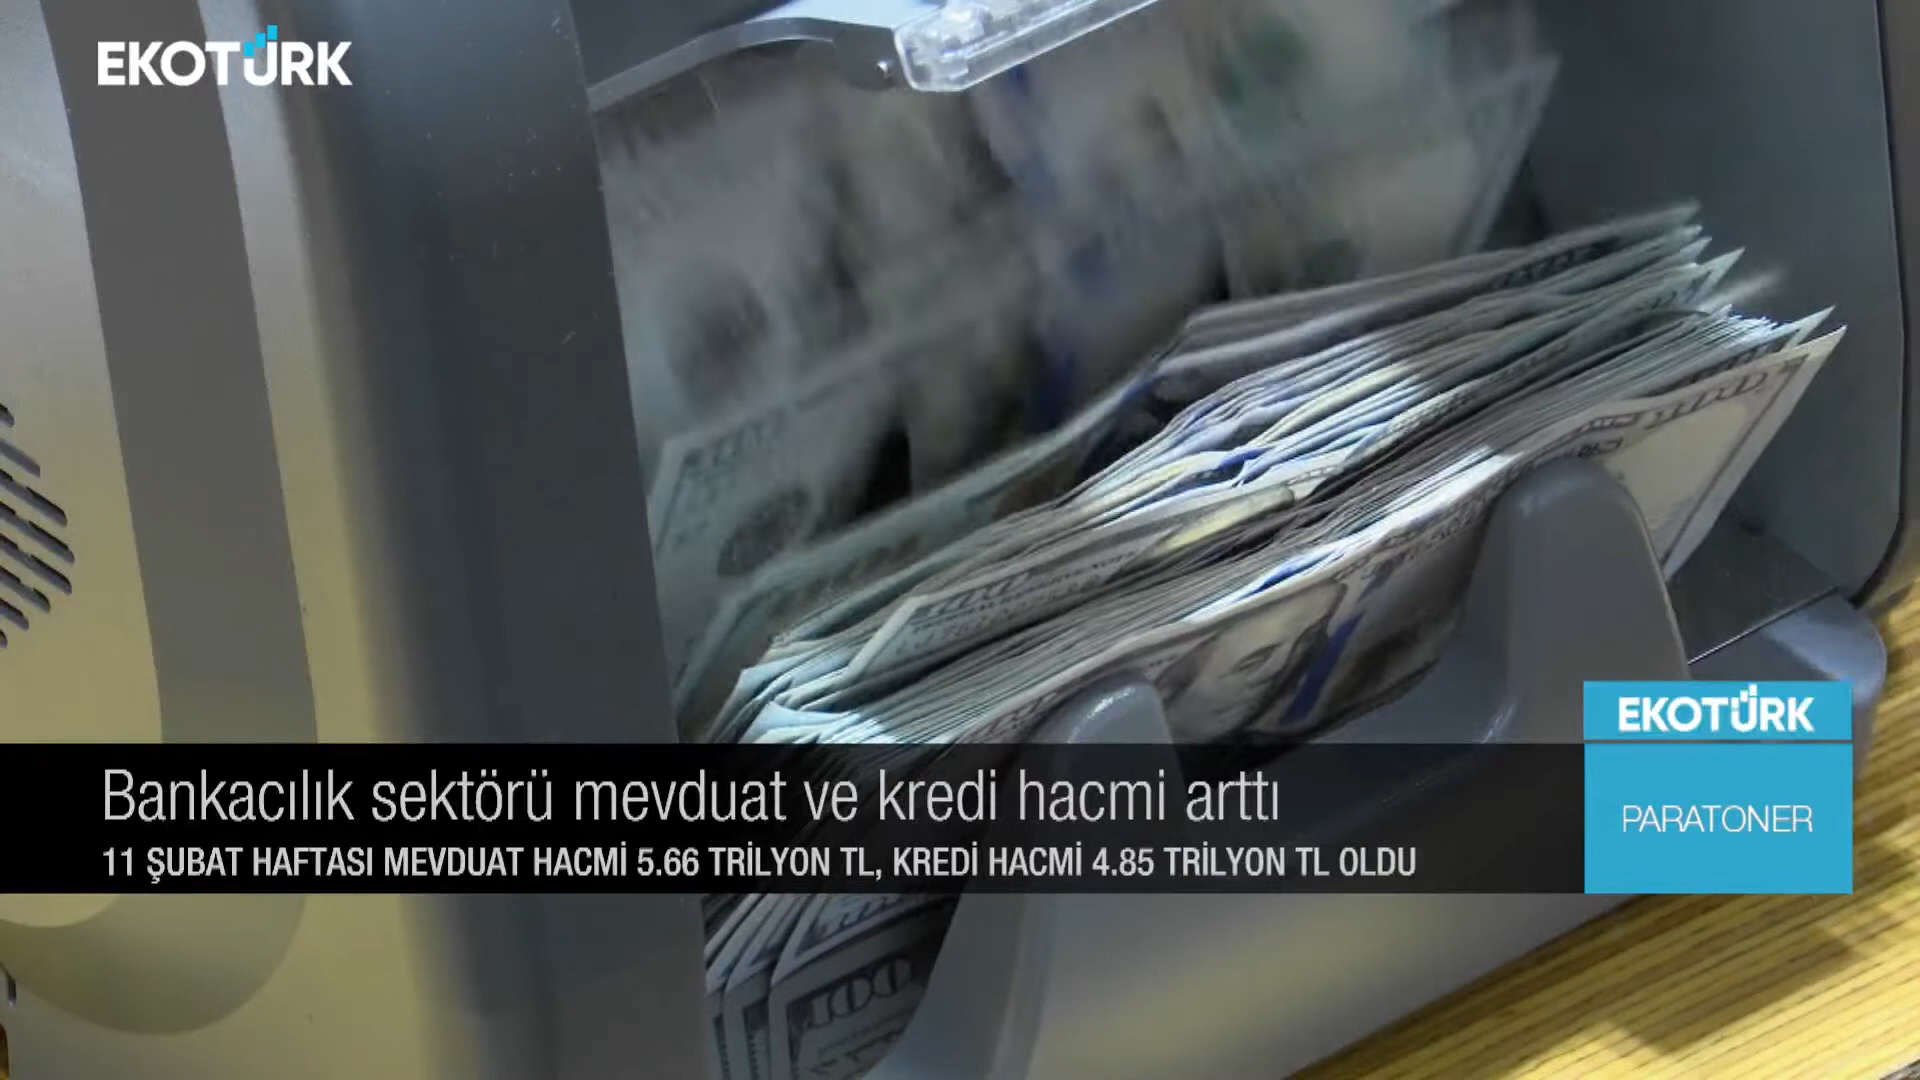 EKOTÜRK
EKOTÜRK
Bankacılık sektörü mevduat ve kredi hacmi arttı
PARATONER
11 ŞUBAT HAFTASI MEVDUAT HACMİ 5.66 TRİLYON TL, KREDİ HACMİ 4.85 TRİLYON TL OLDU
100